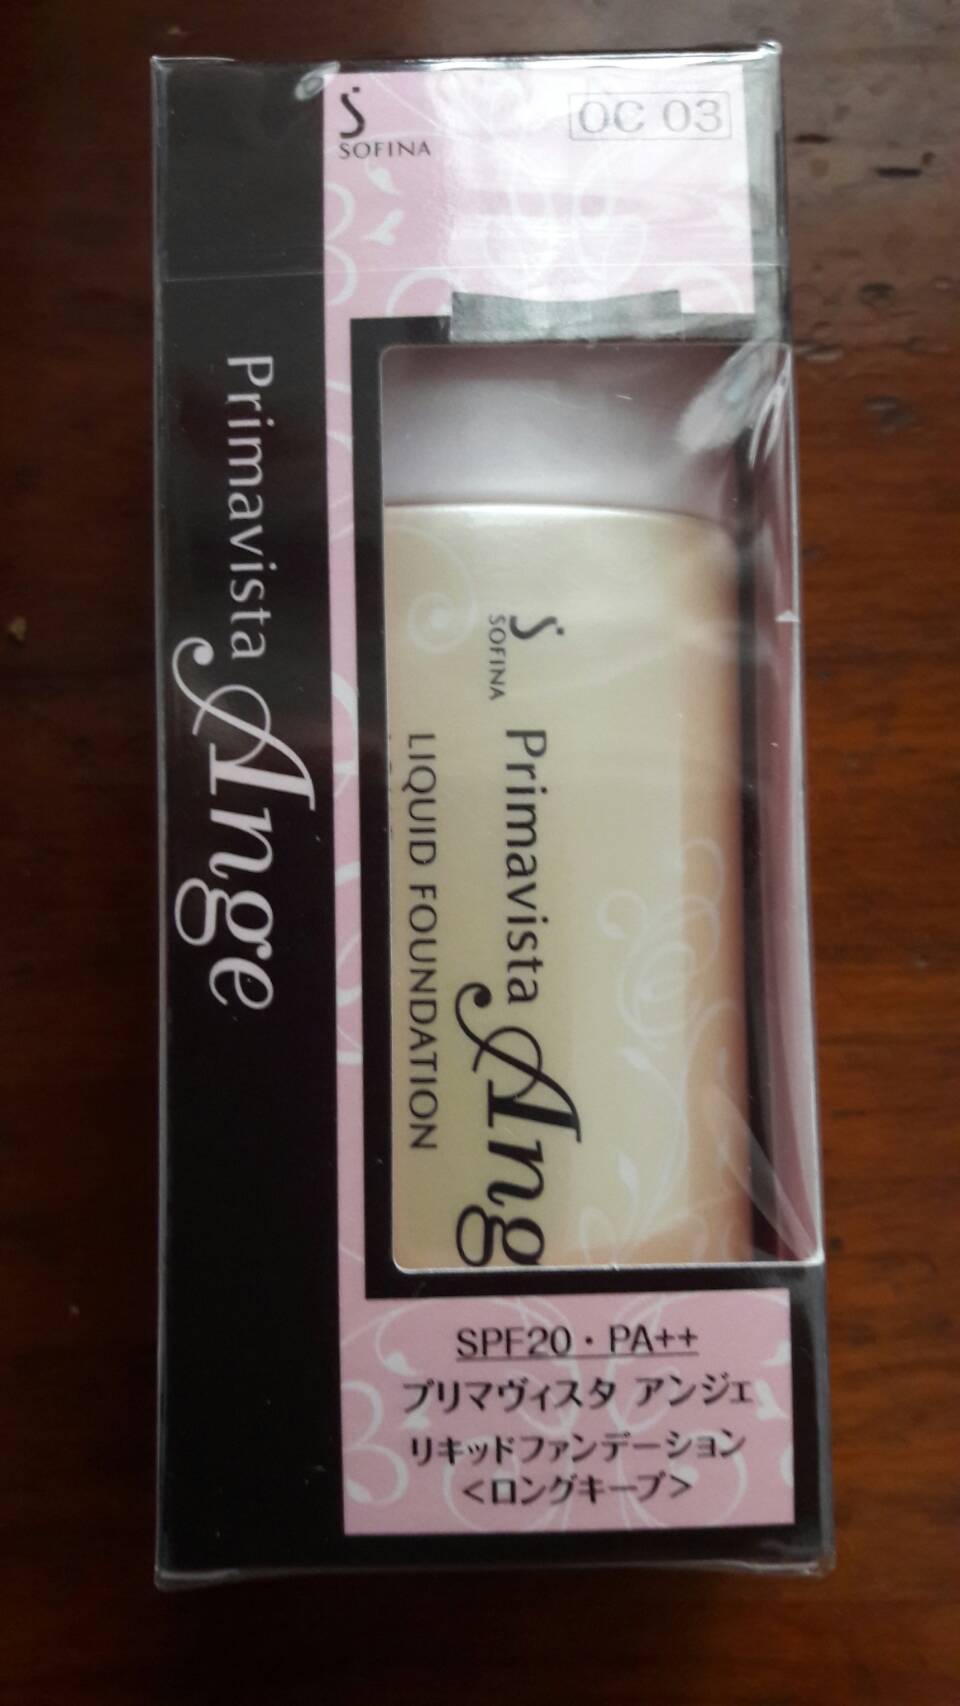 SOFINA
OC 03
Primavista Ange
SOFINA
Primavista Ang
LIQUID FOUNDATION
SPF20・PA++
プリマヴィスタ アンジェ
リキッドファンデーション
<ロングキープ>